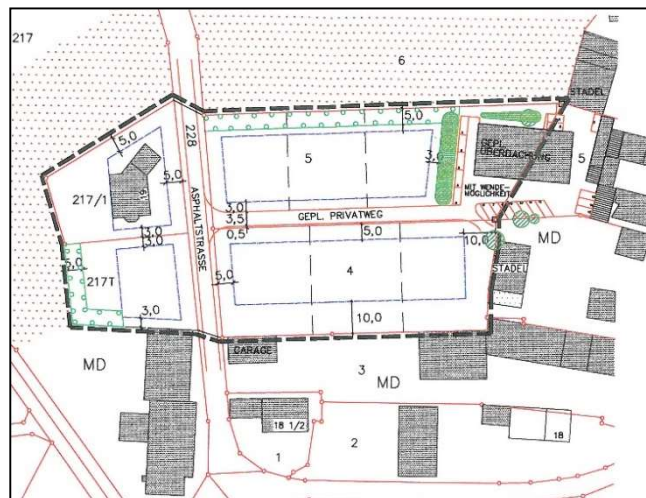 217
6
STADEL
5,0
5,0
228
GEPL.
ÜBERDACHUNG
5
5
3,0
5,0
217/1
19
ASPHALTSTRASSE
MIT WENDE-
MÖGLICHKEIT
3,0
3,5
GEPL. PRIVATWEG
0,5
5,0
10,0
3,0
3,0
MD
5,0
217T
STADEL
5,0
4
3,0
10,0
GARAGE
MD
3
MD
18 1/2
2
18
1